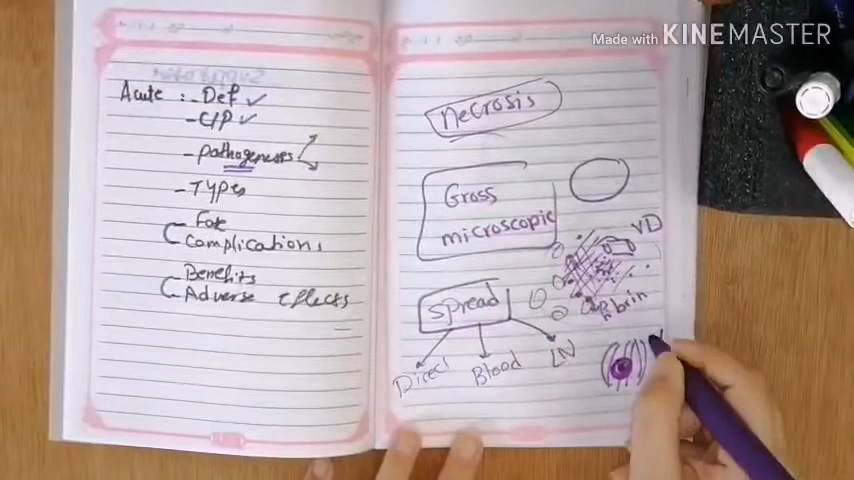 Made with KINEMASTER
Acute :- Def ✓
- C/P ✓
- pathogenesis
- Types
Fate
Complications
Benefits
Adverse effects
necrosis
Gross
microscopic
VD
fibrin
spread
Direct
Blood
LN